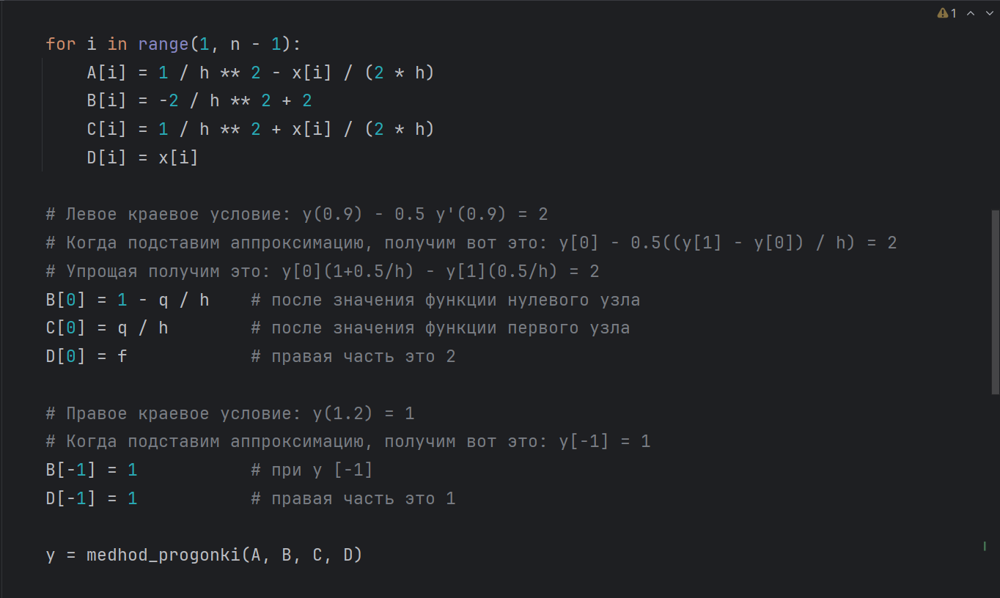 1
for i in range(1, n - 1):
A[i] = 1 / h ** 2 - x[i] / (2 * h)
B[i] = -2 / h ** 2 + 2
C[i] = 1 / h ** 2 + x[i] / (2 * h)
D[i] = x[i]
# Левое краевое условие: y(0.9) - 0.5 y'(0.9) = 2
# Когда подставим аппроксимацию, получим вот это: y[0] - 0.5((y[1] - y[0]) / h) = 2
# Упрощая получим это: y[0](1+0.5/h) - y[1](0.5/h) = 2
B[0] = 1 - q / h    # после значения функции нулевого узла
C[0] = q / h        # после значения функции первого узла
D[0] = f            # правая часть это 2
# Правое краевое условие: y(1.2) = 1
# Когда подставим аппроксимацию, получим вот это: y[-1] = 1
B[-1] = 1           # при y [-1]
D[-1] = 1           # правая часть это 1
y = medhod_progonki(A, B, C, D)